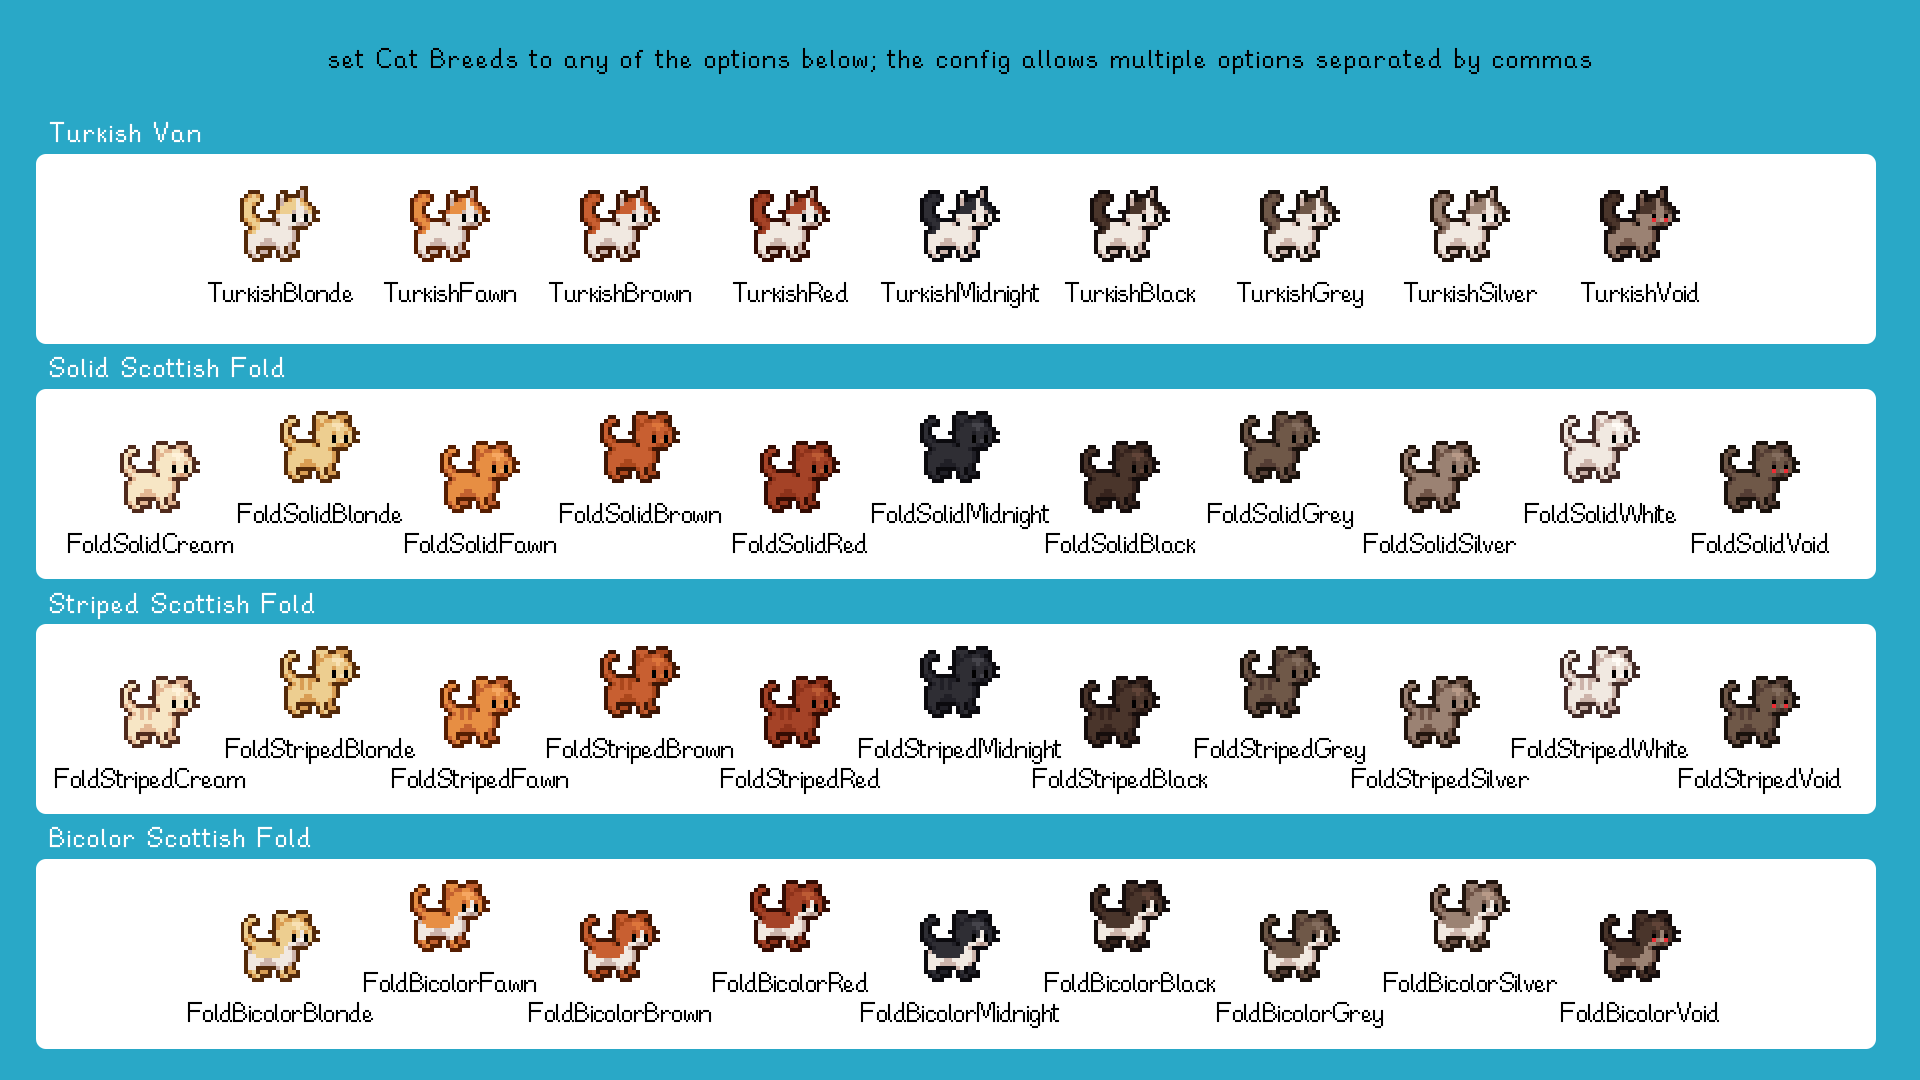 set Cat Breeds to any of the options below; the config allows multiple options separated by commas
Turkish Van
TurkishBlonde TurkishFawn TurkishBrown TurkishRed TurkishMidnight TurkishBlack TurkishGrey TurkishSilver TurkishVoid
Solid Scottish Fold
FoldSolidBlonde FoldSolidBrown FoldSolidMidnight FoldSolidGrey FoldSolidWhite
FoldSolidCream FoldSolidFawn FoldSolidRed FoldSolidBlack FoldSolidSilver FoldSolidVoid
Striped Scottish Fold
FoldStripedBlonde FoldStripedBrown FoldStripedMidnight FoldStripedGrey FoldStripedWhite
FoldStripedCream FoldStripedFawn FoldStripedRed FoldStripedBlack FoldStripedSilver FoldStripedVoid
Bicolor Scottish Fold
FoldBicolorFawn FoldBicolorRed FoldBicolorBlack FoldBicolorSilver
FoldBicolorBlonde FoldBicolorBrown FoldBicolorMidnight FoldBicolorGrey FoldBicolorVoid